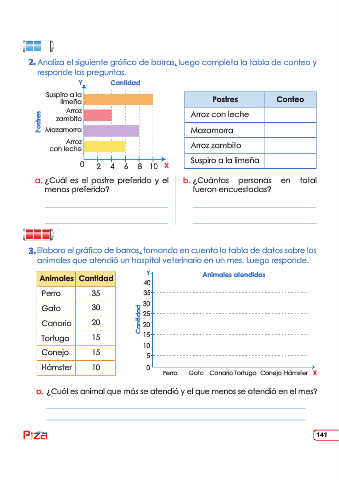 2. Analiza el siguiente gráfico de barras, luego completa la tabla de conteo y
responde las preguntas.
Y Cantidad
Postres
Suspiro a la
limeña
Arroz
zambito
Mazamorra
Arroz
con leche
0 2 4 6 8 10 X
Postres Conteo
Arroz con leche
Mazamorra
Arroz zambito
Suspiro a la limeña
a. ¿Cuál es el postre preferido y el
menos preferido?
b. ¿Cuántas personas en total
fueron encuestadas?
3. Elabora el gráfico de barras, tomando en cuenta la tabla de datos sobre los
animales que atendió un hospital veterinario en un mes. Luego responde.
Animales Cantidad
Perro 35
Gato 30
Canario 20
Tortuga 15
Conejo 15
Hámster 10
Y Animales atendidos
Cantidad
40
35
30
25
20
15
10
5
0
Perro Gato Canario Tortuga Conejo Hámster X
a. ¿Cuál es animal que más se atendió y el que menos se atendió en el mes?
Piza
141